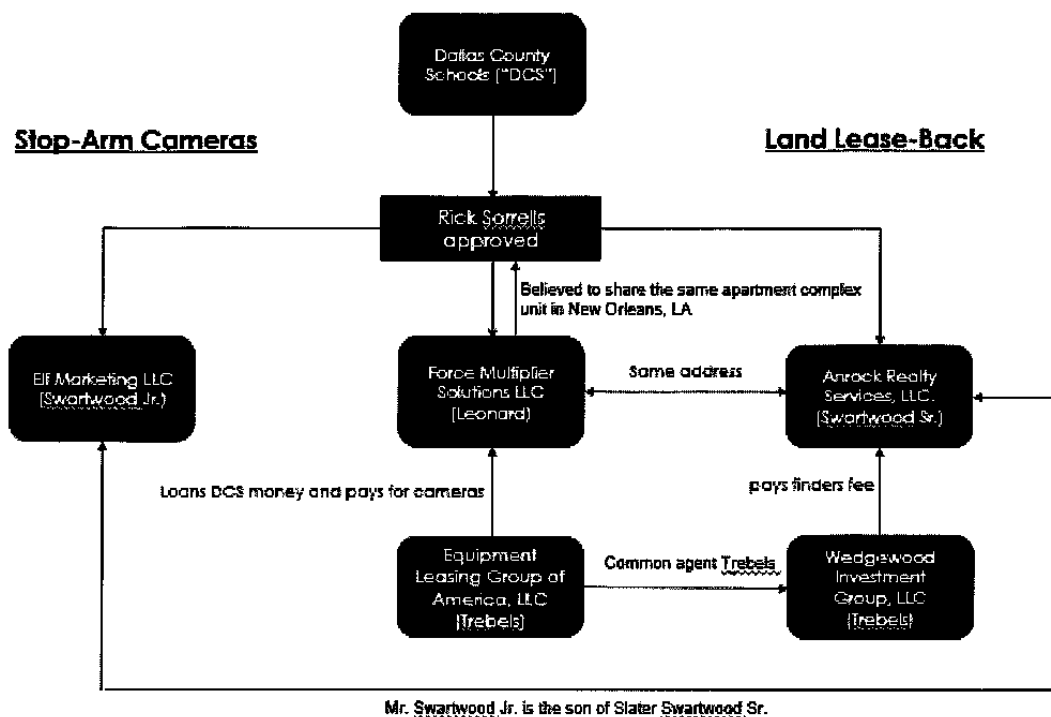 Dallas County
Schools ("DCS")
Stop-Arm Cameras
Land Lease-Back
Rick Sorrells
approved
Believed to share the same apartment complex
unit in New Orleans, LA
Elf Marketing LLC
(Swartwood Jr.)
Force Multiplier
Solutions LLC
(Leonard)
Same address
Anrock Realty
Services, LLC.
(Swartwood Sr.)
Loans DCS money and pays for cameras
pays finders fee
Equipment
Leasing Group of
America, LLC
(Trebels)
Common agent Trebels
Wedgewood
Investment
Group, LLC
(Trebels)
Mr. Swartwood Jr. is the son of Slater Swartwood Sr.